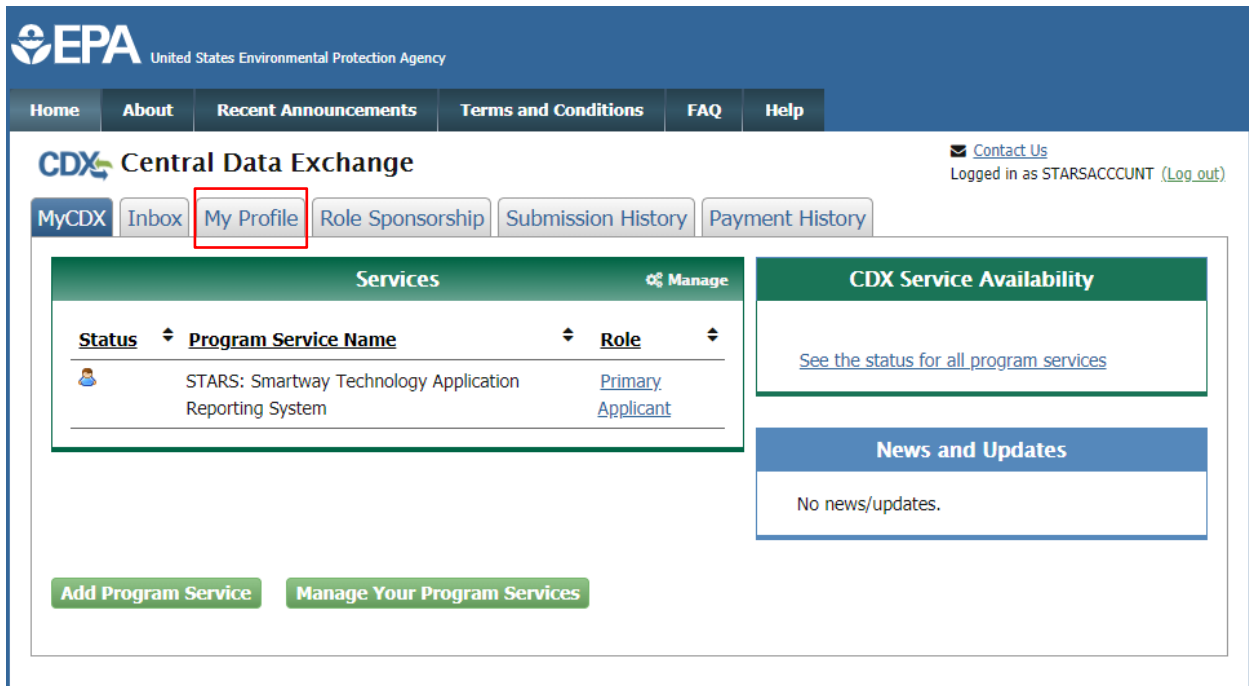 EPA United States Environmental Protection Agency
Home About Recent Announcements Terms and Conditions FAQ Help
CDX Central Data Exchange
Contact Us
Logged in as STARSACCCUNT (Log out)
MyCDX Inbox My Profile Role Sponsorship Submission History Payment History
Services Manage
Status Program Service Name Role
STARS: Smartway Technology Application
Reporting System
Primary
Applicant
CDX Service Availability
See the status for all program services
News and Updates
No news/updates.
Add Program Service Manage Your Program Services